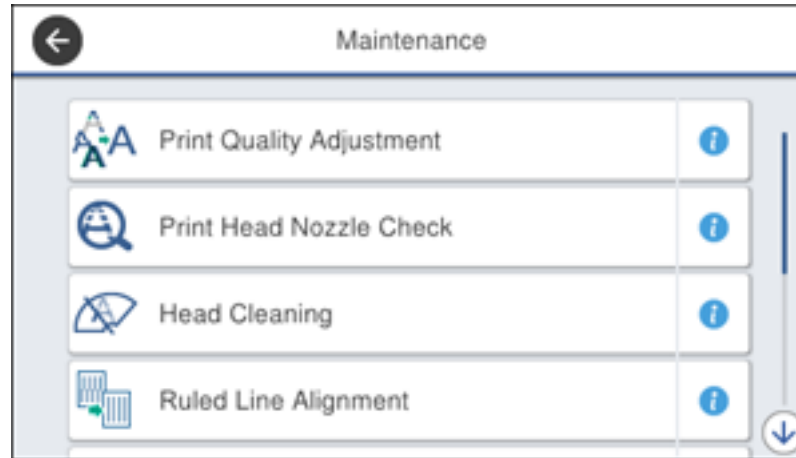 Maintenance
Print Quality Adjustment
Print Head Nozzle Check
Head Cleaning
Ruled Line Alignment